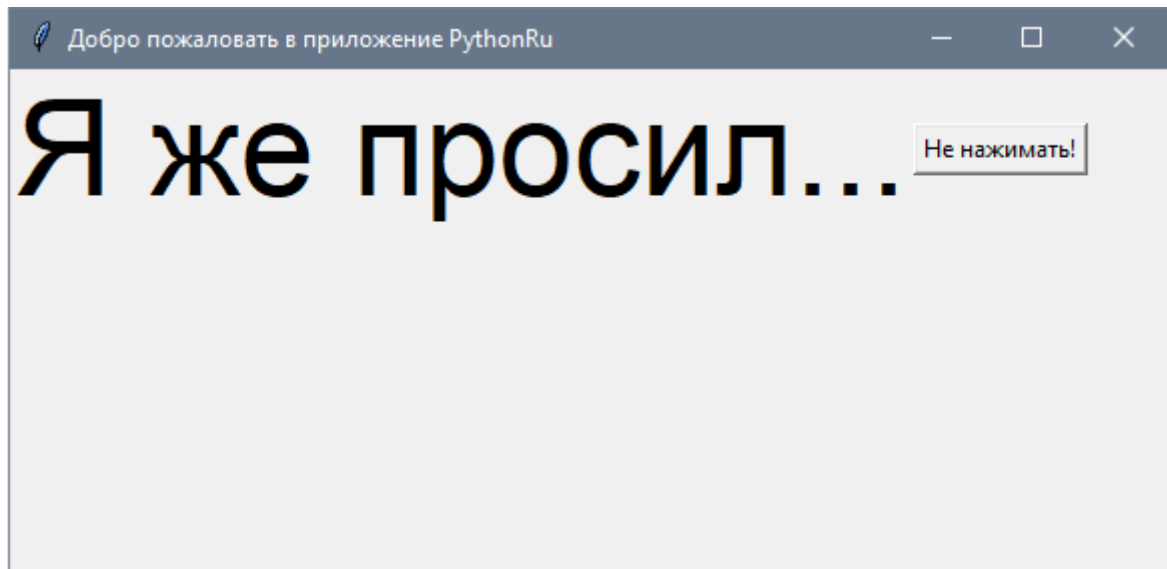 Добро пожаловать в приложение PythonRu
Я же просил...
Не нажимать!